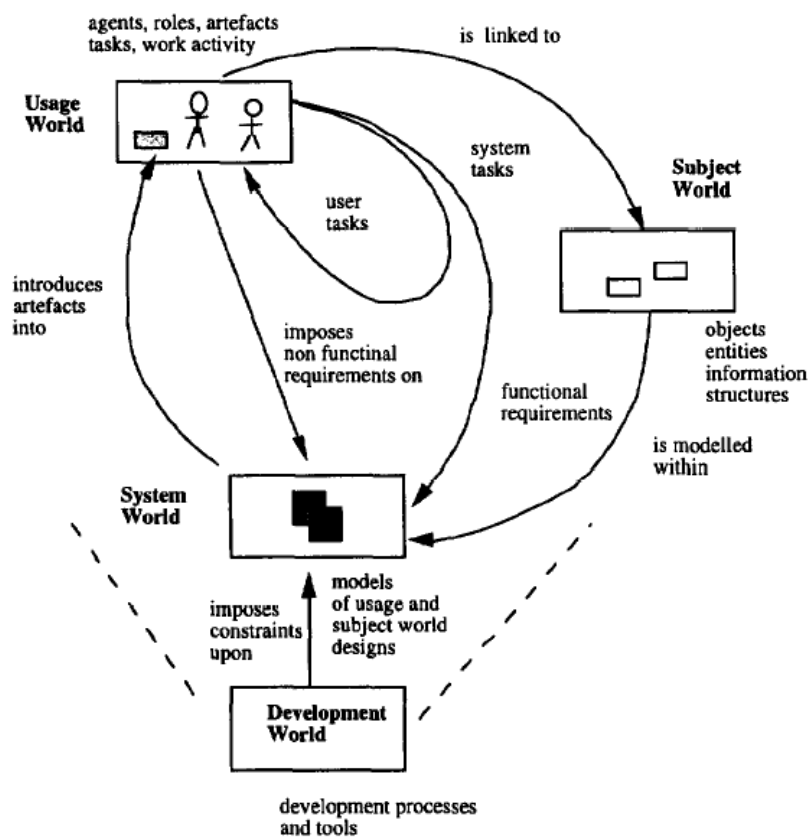 agents, roles, artefacts
tasks, work activity
is linked to
Usage
World
system
tasks
Subject
World
user
tasks
introduces
artefacts
into
imposes
non functinal
requirements on
functional
requirements
objects
entities
information
structures
is modelled
within
System
World
imposes
constraints
upon
models
of usage and
subject world
designs
Development
World
development processes
and tools